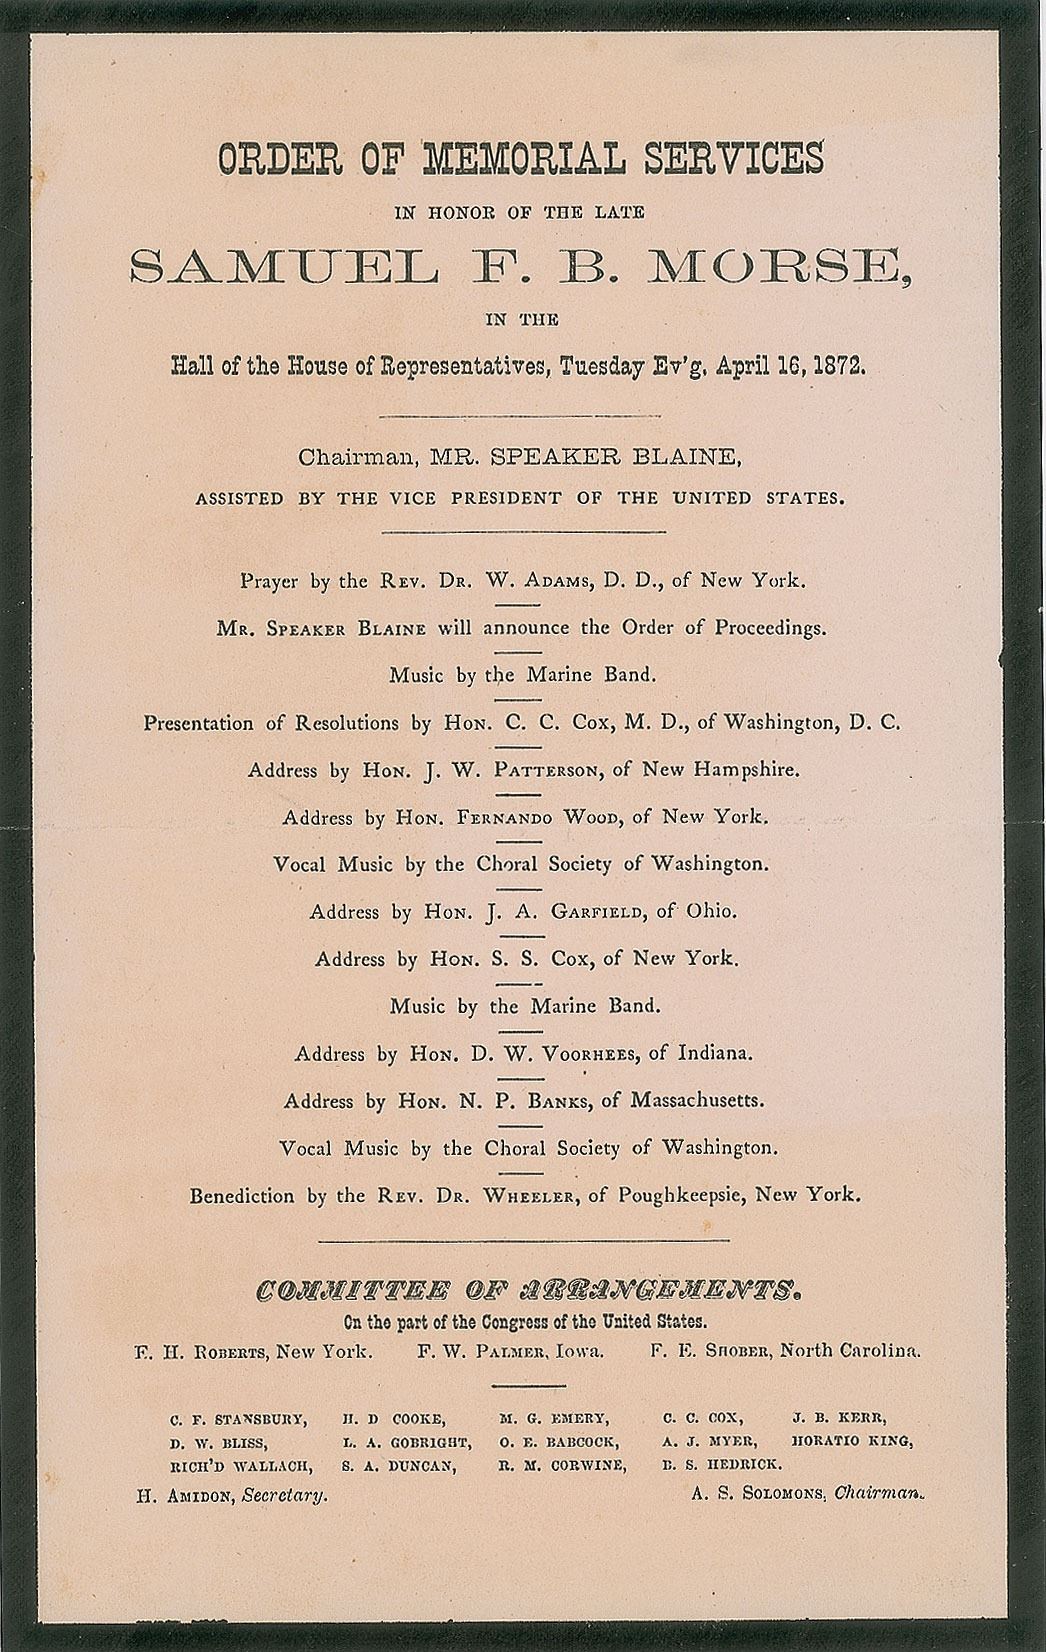 ORDER OF MEMORIAL SERVICES
IN HONOR OF THE LATE
SAMUEL F. B. MORSE,
IN THE
Hall of the House of Representatives, Tuesday Ev'g, April 16, 1872.
Chairman, MR. SPEAKER BLAINE,
ASSISTED BY THE VICE PRESIDENT OF THE UNITED STATES.
Prayer by the REV. DR. W. ADAMS, D. D., of New York.
MR. SPEAKER BLAINE will announce the Order of Proceedings.
Music by the Marine Band.
Presentation of Resolutions by HON. C. C. COX, M. D., of Washington, D. C.
Address by HON. J. W. PATTERSON, of New Hampshire.
Address by HON. FERNANDO WOOD, of New York.
Vocal Music by the Choral Society of Washington.
Address by HON. J. A. GARFIELD, of Ohio.
Address by HON. S. S. COX, of New York.
Music by the Marine Band.
Address by HON. D. W. VOORHEES, of Indiana.
Address by HON. N. P. BANKS, of Massachusetts.
Vocal Music by the Choral Society of Washington.
Benediction by the REV. DR. WHEELER, of Poughkeepsie, New York.
COMMITTEE OF ARRANGEMENTS.
On the part of the Congress of the United States.
E. H. ROBERTS, New York. F. W. PALMER, Iowa. F. E. SHOBER, North Carolina.
C. F. STANSBURY, H. D COOKE, M. G. EMERY, C. C. COX, J. B. KERR,
D. W. BLISS, L. A. GOBRIGHT, O. E. BABCOCK, A. J. MYER, HORATIO KING,
RICH'D WALLACH, S. A. DUNCAN, R. M. CORWINE, B. S. HEDRICK.
H. AMIDON, Secretary. A. S. SOLOMONS, Chairman.